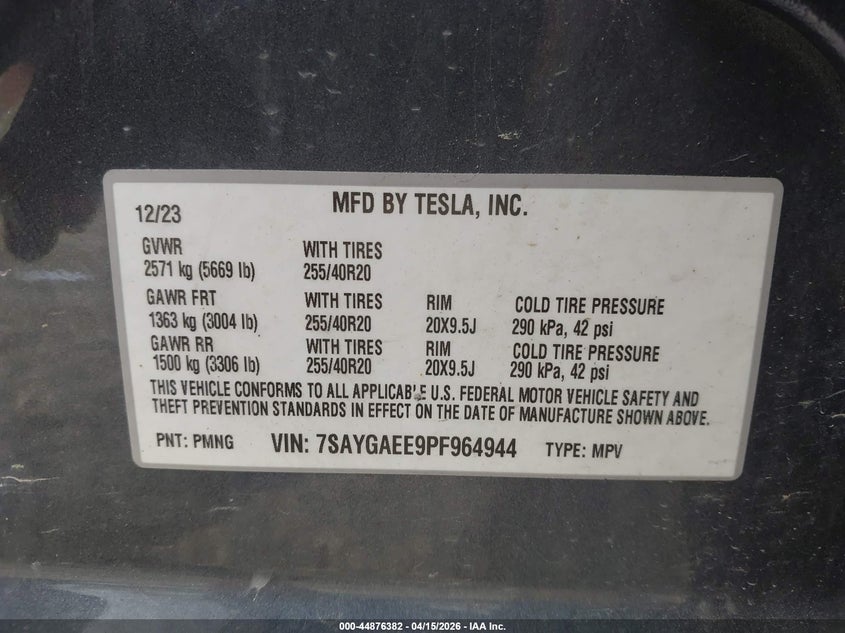 12/23 MFD BY TESLA, INC.
GVWR WITH TIRES
2571 kg (5669 lb) 255/40R20
GAWR FRT WITH TIRES RIM COLD TIRE PRESSURE
1363 kg (3004 lb) 255/40R20 20X9.5J 290 kPa, 42 psi
GAWR RR WITH TIRES RIM COLD TIRE PRESSURE
1500 kg (3306 lb) 255/40R20 20X9.5J 290 kPa, 42 psi
THIS VEHICLE CONFORMS TO ALL APPLICABLE U.S. FEDERAL MOTOR VEHICLE SAFETY AND
THEFT PREVENTION STANDARDS IN EFFECT ON THE DATE OF MANUFACTURE SHOWN ABOVE.
PNT: PMNG VIN: 7SAYGAEE9PF964944 TYPE: MPV
000-44876382 - 04/15/2026 - IAA Inc.